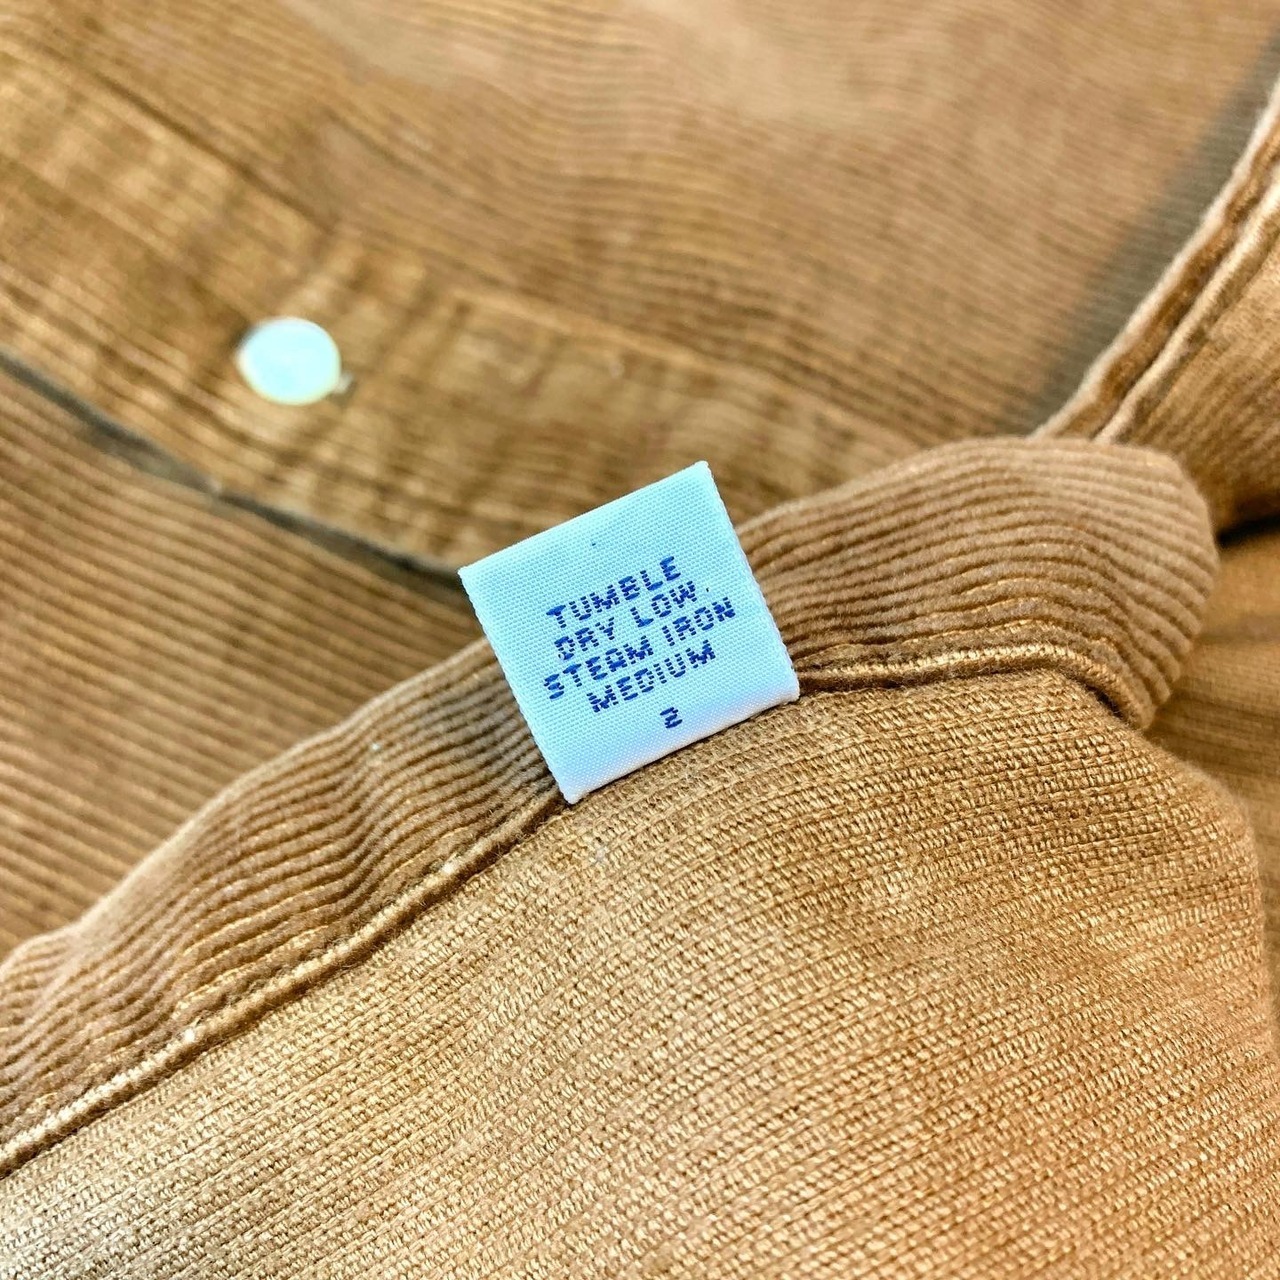 TUMBLE
DRY LOW.
STEAM IRON
MEDIUM
2